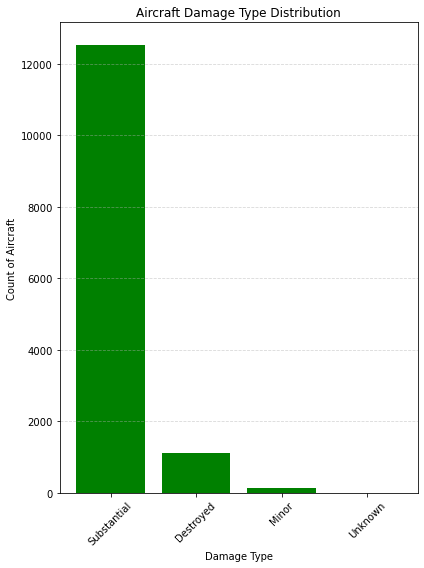 Aircraft Damage Type Distribution
Count of Aircraft
12000
10000
8000
6000
4000
2000
0
Substantial
Destroyed
Minor
Unknown
Damage Type